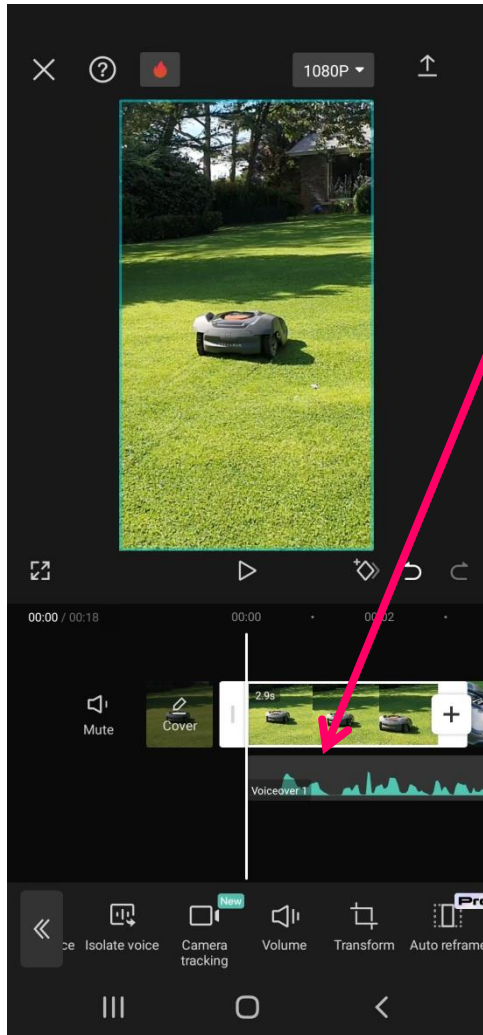 1080P
00:00 / 00:18
00:00
00:02
Mute
Cover
2.9s
Voiceover 1
New
Pro
ce
Isolate voice
Camera
tracking
Volume
Transform
Auto reframe